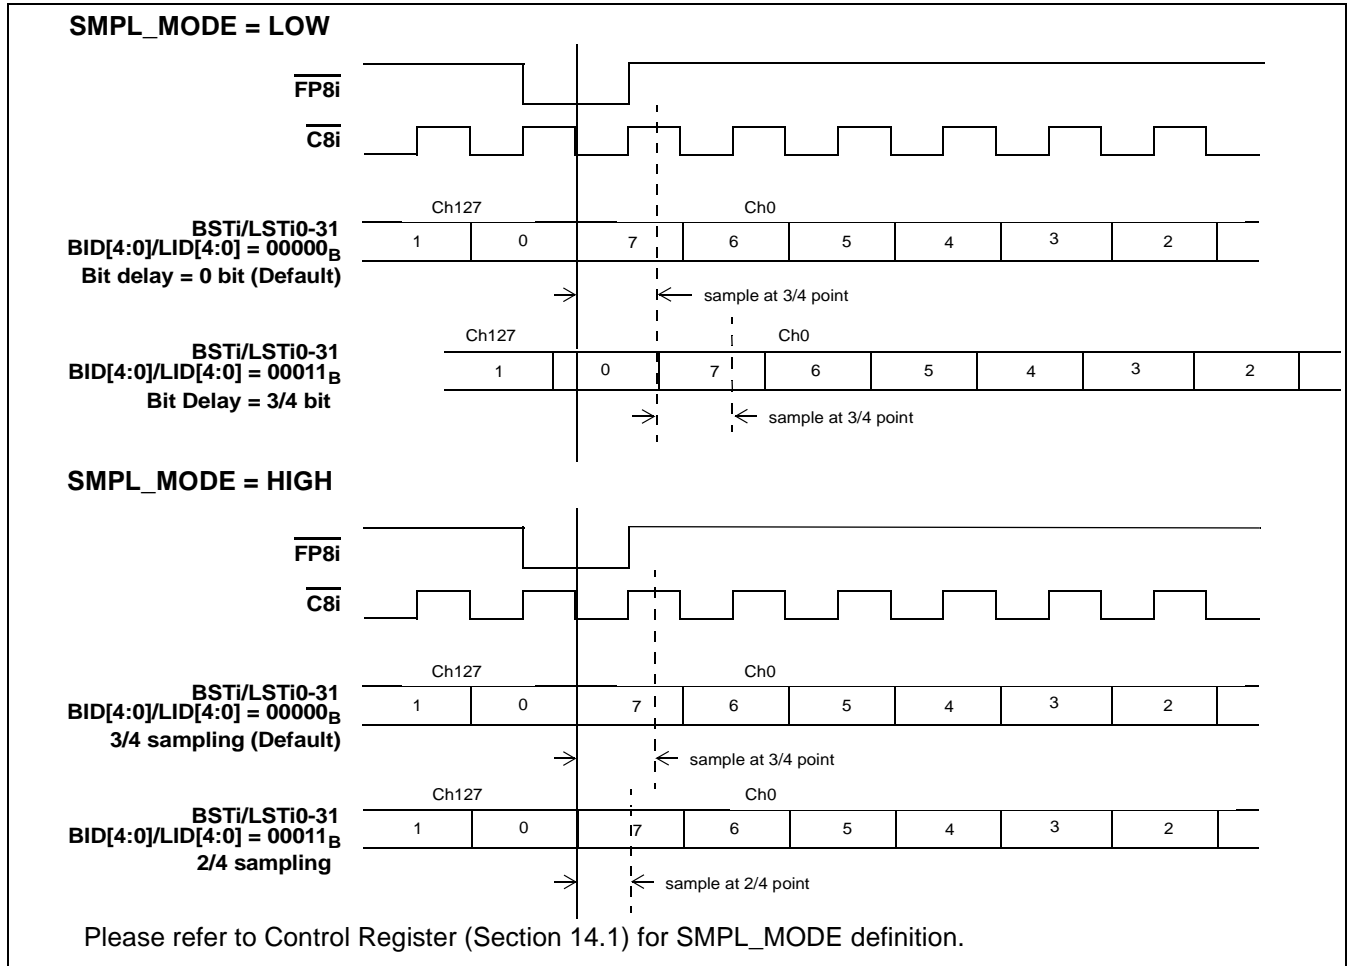 SMPL_MODE = LOW
FP8i
C8i
Ch127 Ch0
BSTi/LSTi0-31
BID[4:0]/LID[4:0] = 00000B
Bit delay = 0 bit (Default)
1 0 7 6 5 4 3 2
sample at 3/4 point
Ch127 Ch0
BSTi/LSTi0-31
BID[4:0]/LID[4:0] = 00011B
Bit Delay = 3/4 bit
1 0 7 6 5 4 3 2
sample at 3/4 point
SMPL_MODE = HIGH
FP8i
C8i
Ch127 Ch0
BSTi/LSTi0-31
BID[4:0]/LID[4:0] = 00000B
3/4 sampling (Default)
1 0 7 6 5 4 3 2
sample at 3/4 point
Ch127 Ch0
BSTi/LSTi0-31
BID[4:0]/LID[4:0] = 00011B
2/4 sampling
1 0 7 6 5 4 3 2
sample at 2/4 point
Please refer to Control Register (Section 14.1) for SMPL_MODE definition.